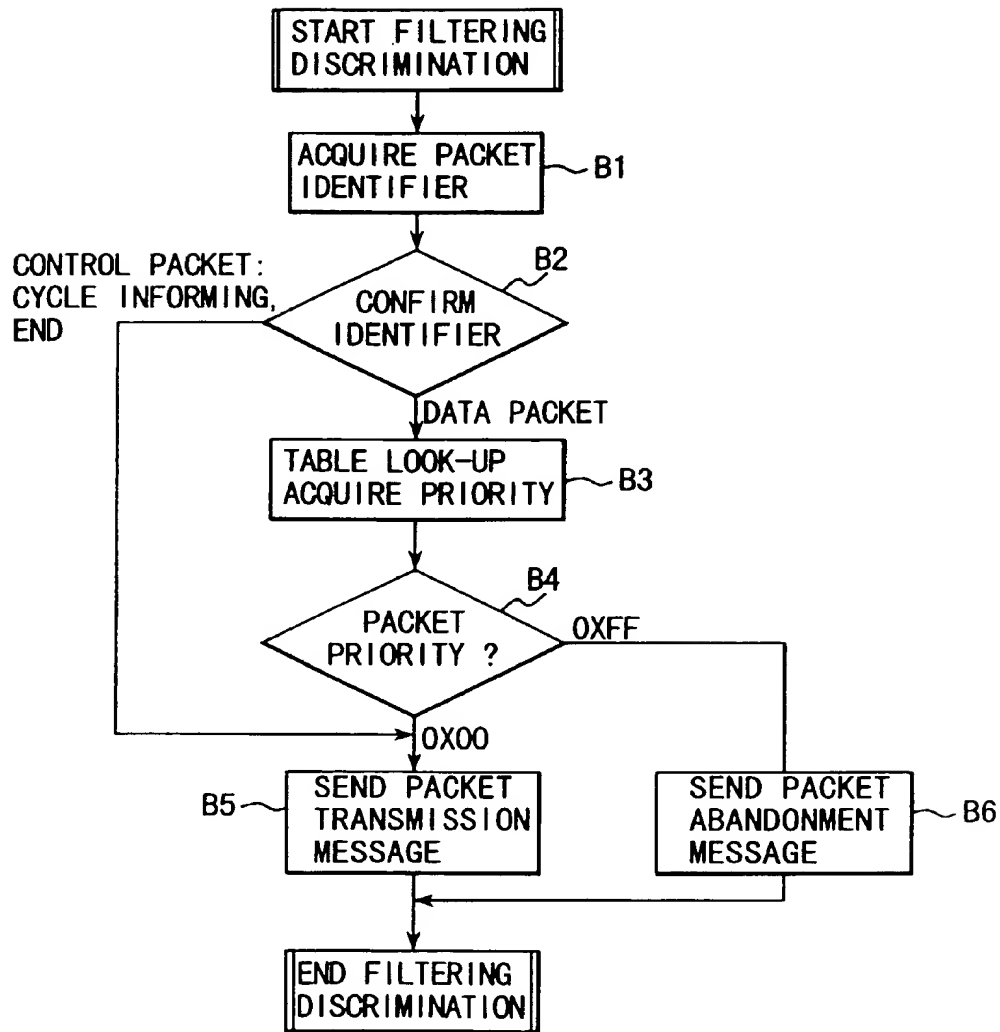 START FILTERING
DISCRIMINATION
ACQUIRE PACKET
IDENTIFIER
B1
CONTROL PACKET:
CYCLE INFORMING,
END
B2
CONFIRM
IDENTIFIER
DATA PACKET
TABLE LOOK-UP
ACQUIRE PRIORITY
B3
B4
PACKET
PRIORITY ?
0XFF
0X00
B5
SEND PACKET
TRANSMISSION
MESSAGE
SEND PACKET
ABANDONMENT
MESSAGE
B6
END FILTERING
DISCRIMINATION